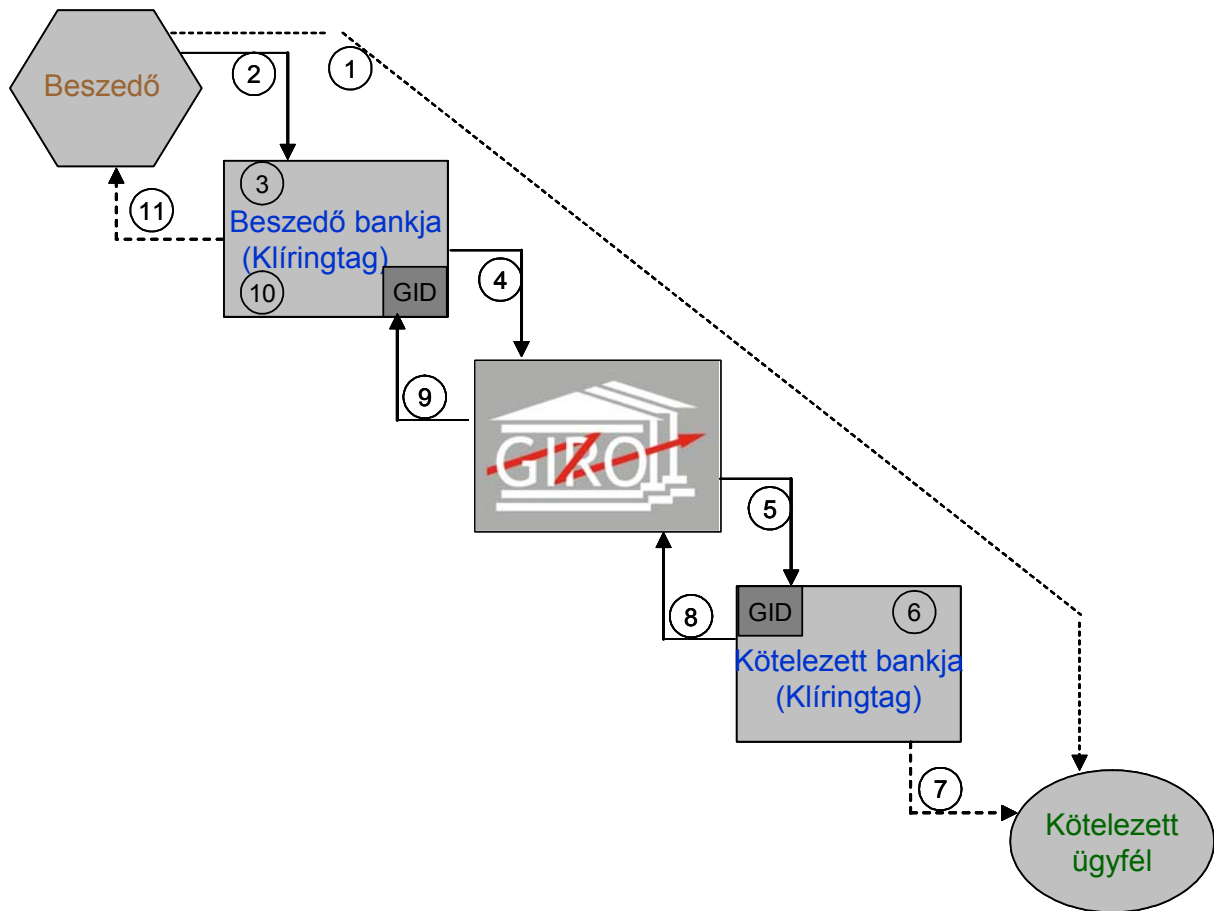 Beszedő
1
2
3
Beszedő bankja
(Klíringtag)
10
GID
11
4
9
GIRO
5
8
GID
6
Kötelezett bankja
(Klíringtag)
7
Kötelezett
ügyfél